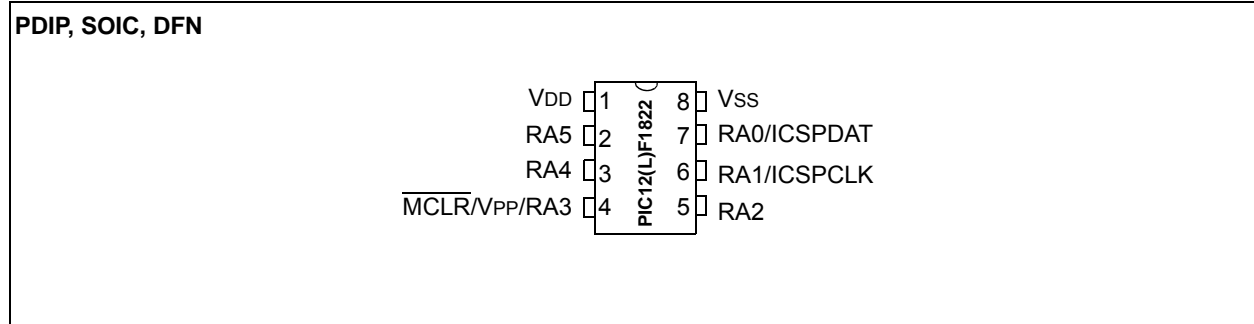 PDIP, SOIC, DFN
VDD 1 8 VSS
RA5 2 7 RA0/ICSPDAT
RA4 3 6 RA1/ICSPCLK
MCLR/VPP/RA3 4 5 RA2
PIC12(L)F1822